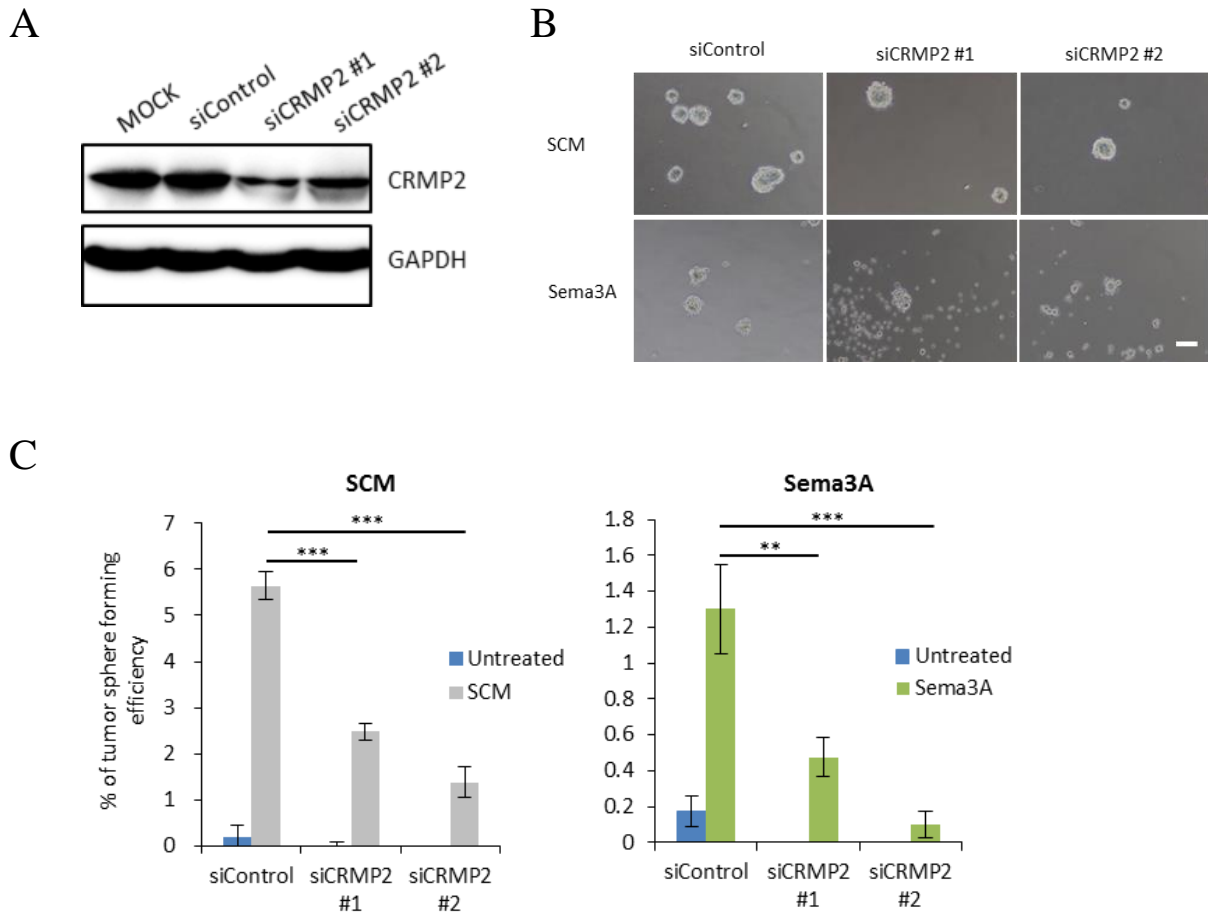 A
MOCK
siControl
siCRMP2 #1
siCRMP2 #2
CRMP2
GAPDH
B
siControl
siCRMP2 #1
siCRMP2 #2
SCM
Sema3A
C
SCM
% of tumor sphere forming
efficiency
7
6
5
4
3
2
1
0
***
***
Untreated
SCM
siControl
siCRMP2
#1
siCRMP2
#2
Sema3A
1.8
1.6
1.4
1.2
1
0.8
0.6
0.4
0.2
0
***
**
Untreated
Sema3A
siControl
siCRMP2
#1
siCRMP2
#2